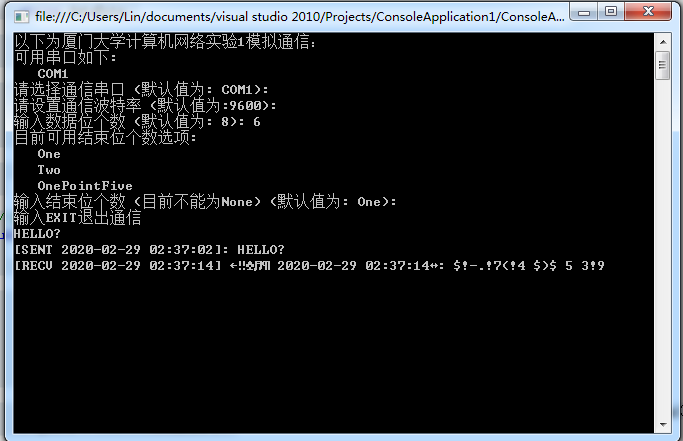 file:///C:/Users/Lin/documents/visual studio 2010/Projects/ConsoleApplication1/ConsoleA...
以下为厦门大学计算机网络实验1模拟通信:
可用串口如下:
COM1
请选择通信串口 (默认值为: COM1):
请设置通信波特率 (默认值为:9600):
输入数据位个数 (默认值为: 8): 6
目前可用结束位个数选项:
One
Two
OnePointFive
输入结束位个数 (目前不能为None) (默认值为: One):
输入EXIT退出通信
HELLO?
[SENT 2020-02-29 02:37:02]: HELLO?
[RECV 2020-02-29 02:37:14] ←‼ 2020-02-29 02:37:14↔: $!-.!7(!4 $)$ 5 3!9